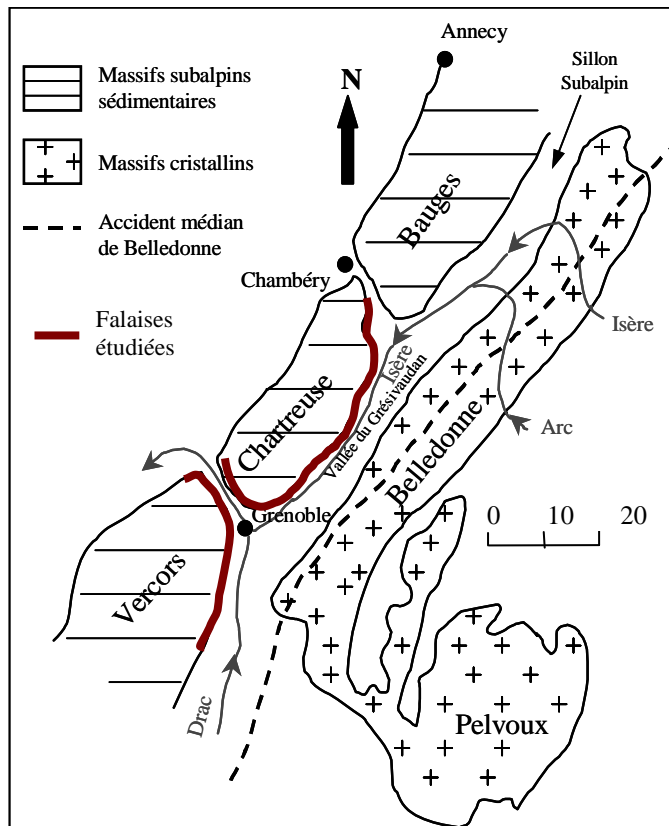 Annecy
Massifs subalpins
sédimentaires
Sillon
Subalpin
N
Massifs cristallins
Bauges
Accident médian
de Belledonne
Chambéry
Isère
Falaises
étudiées
Isère
Vallée du Grésivaudan
Chartreuse
Belledonne
Arc
Grenoble
0 10 20
Vercors
Drac
Pelvoux